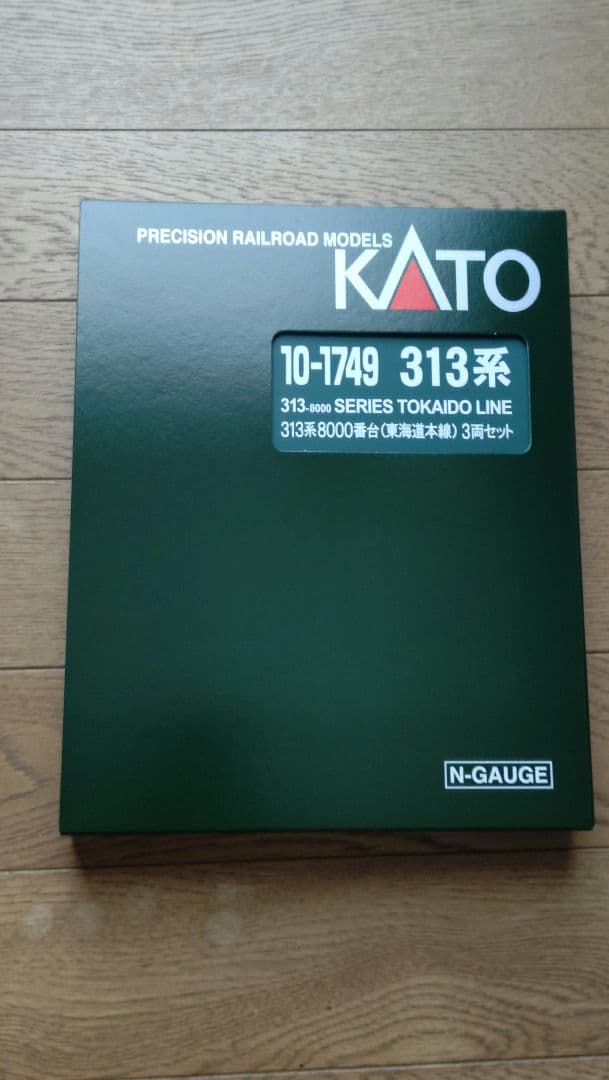 PRECISION RAILROAD MODELS
KATO
10-1749 313系
313-8000 SERIES TOKAIDO LINE
313系8000番台(東海道本線) 3両セット
N-GAUGE